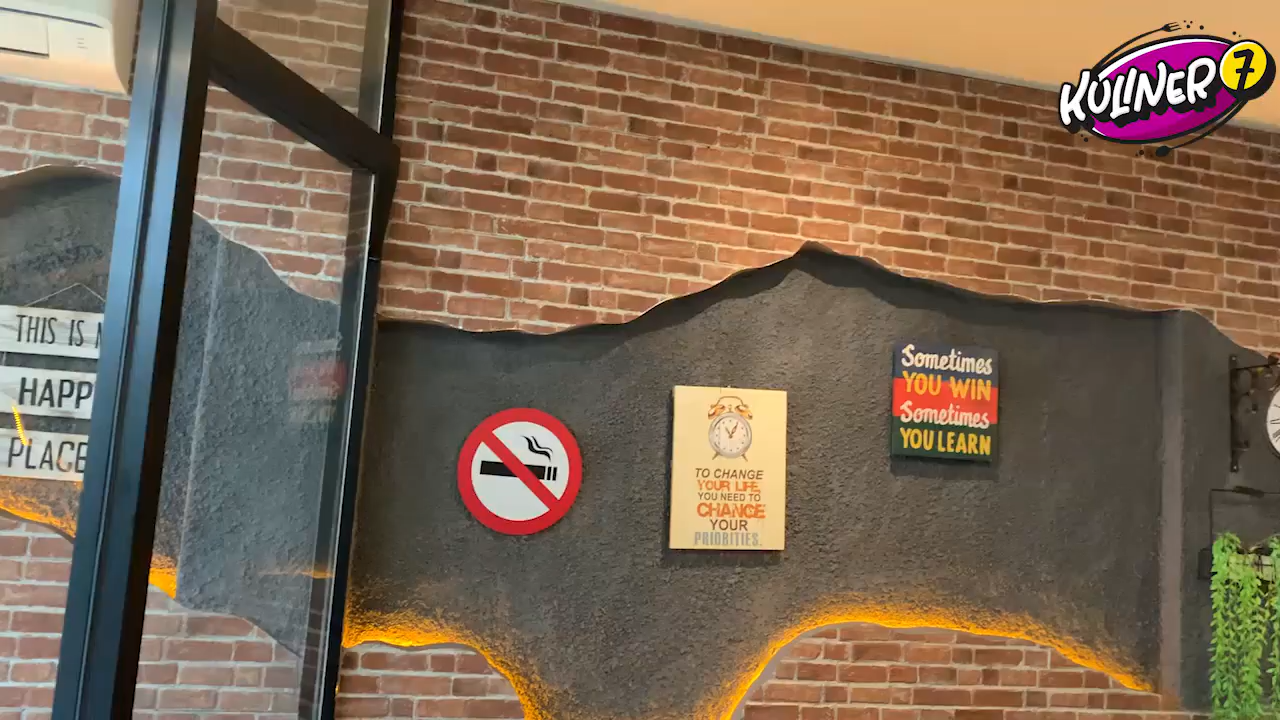 KULINER 7
THIS IS
HAPP
PLACE
TO CHANGE
YOUR LIFE,
YOU NEED TO
CHANGE
YOUR
PRIORITIES.
Sometimes
YOU WIN
Sometimes
YOU LEARN